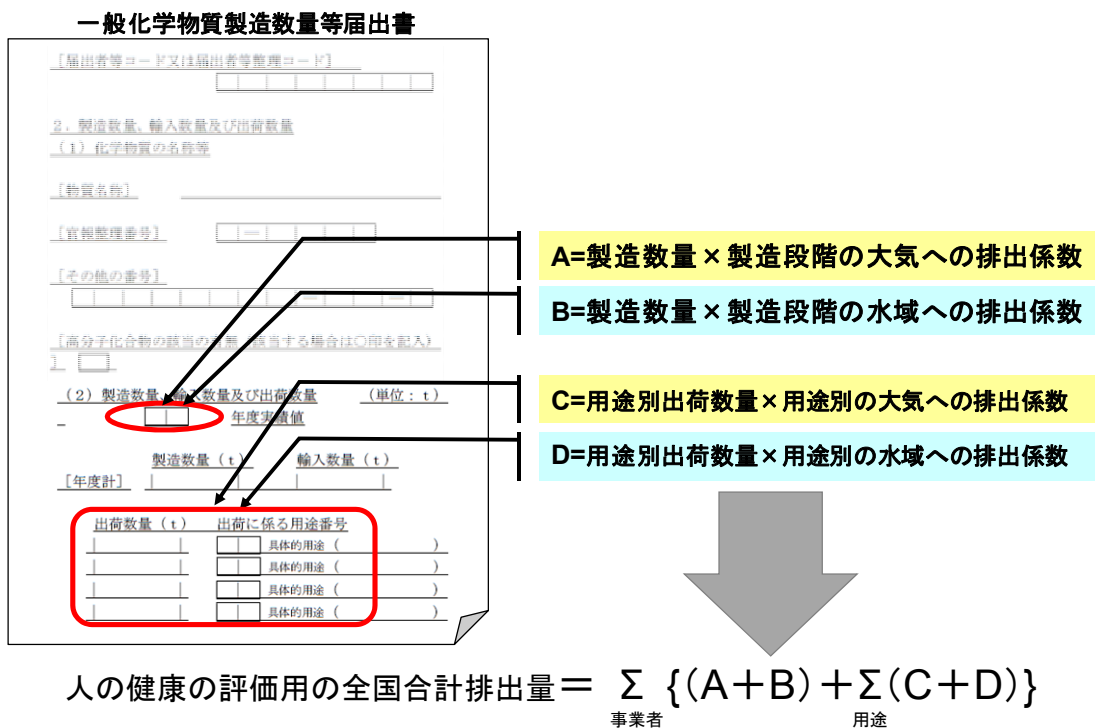 一般化学物質製造数量等届出書
[届出者等コード又は届出者等整理コード]
2、製造数量、輸入数量及び出荷数量
(1) 化学物質の名称等
[物質名称]
[官報整理番号]
[その他の番号]
[高分子化合物の該当の有無 (該当する場合は○印を記入)
]
(2) 製造数量、輸入数量及び出荷数量 (単位:t)
年度実績値
製造数量(t) 輸入数量(t)
[年度計]
出荷数量(t) 出荷に係る用途番号
具体的用途( )
具体的用途( )
具体的用途( )
具体的用途( )
A=製造数量×製造段階の大気への排出係数
B=製造数量×製造段階の水域への排出係数
C=用途別出荷数量×用途別の大気への排出係数
D=用途別出荷数量×用途別の水域への排出係数
人の健康の評価用の全国合計排出量= Σ {(A+B)+Σ(C+D)}
事業者 用途